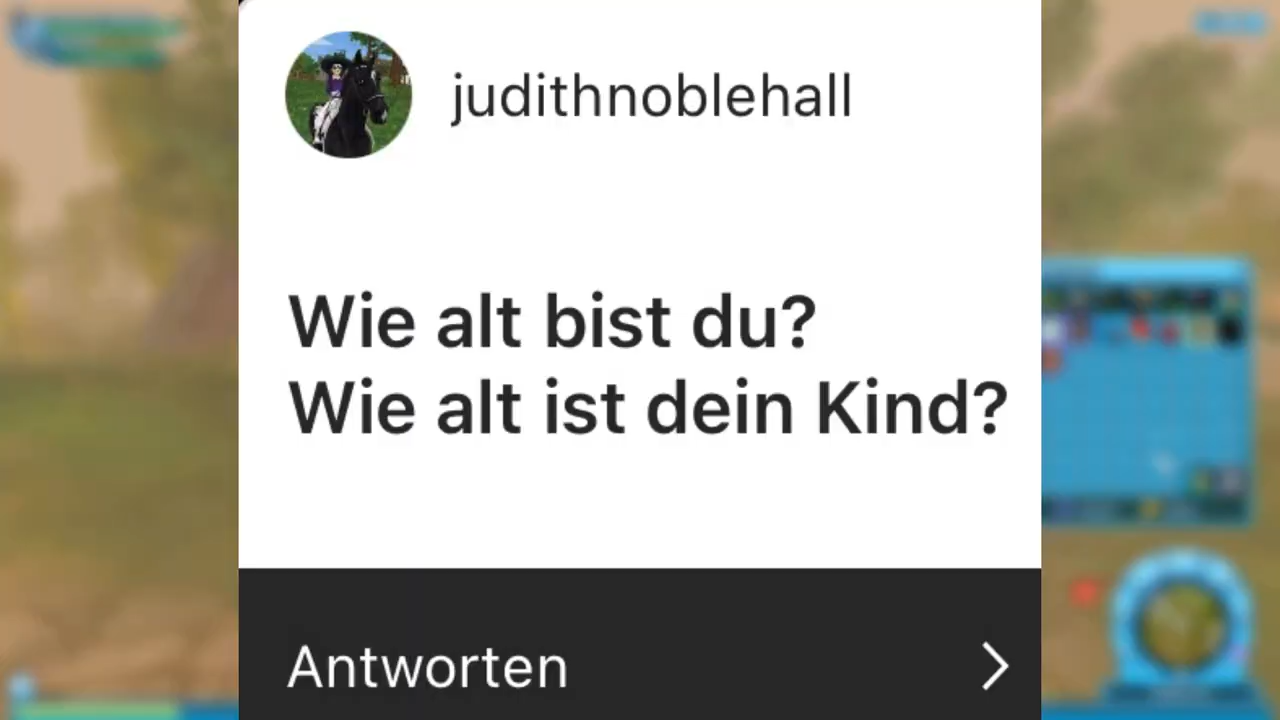 judithnoblehall
Wie alt bist du?
Wie alt ist dein Kind?
Antworten